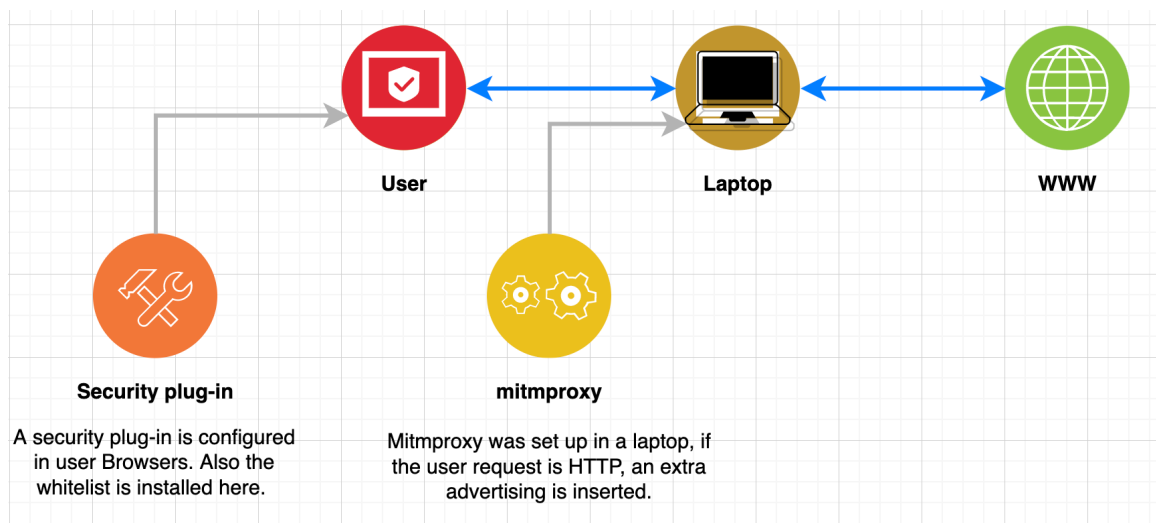 User
Laptop
WWW
Security plug-in
A security plug-in is configured
in user Browsers. Also the
whitelist is installed here.
mitmproxy
Mitmproxy was set up in a laptop, if
the user request is HTTP, an extra
advertising is inserted.